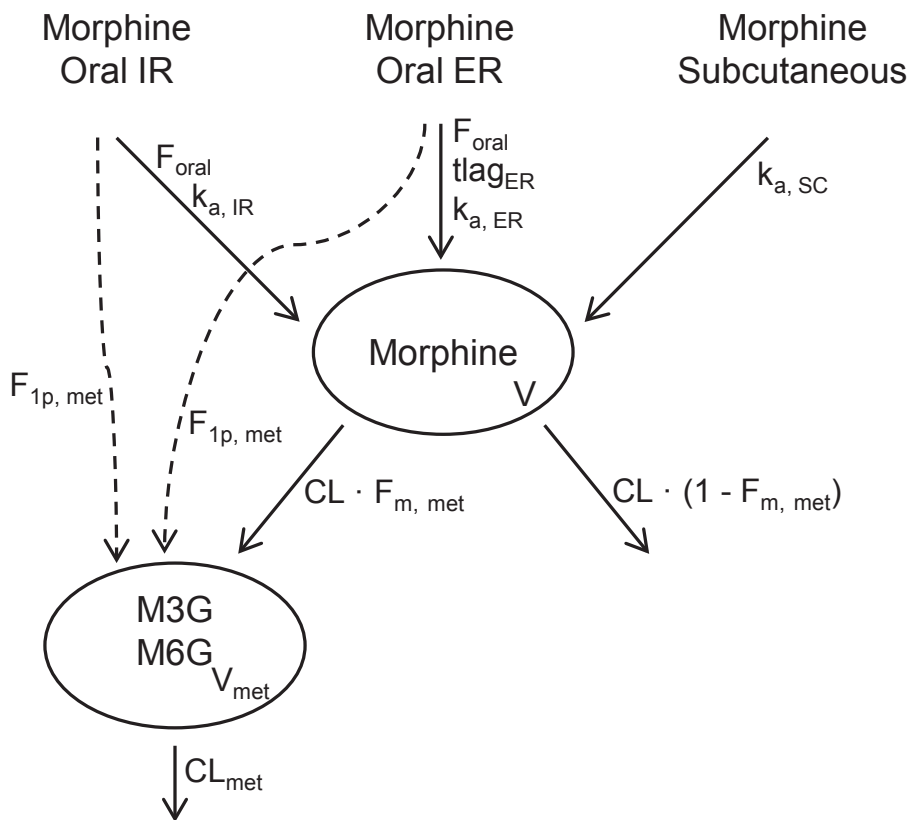 Morphine
Oral IR
Morphine
Oral ER
Morphine
Subcutaneous
F_oral
k_a, IR
F_oral
tlag_ER
k_a, ER
k_a, SC
Morphine
V
F_1p, met
F_1p, met
CL · F_m, met
CL · (1 - F_m, met)
M3G
M6G
V_met
CL_met